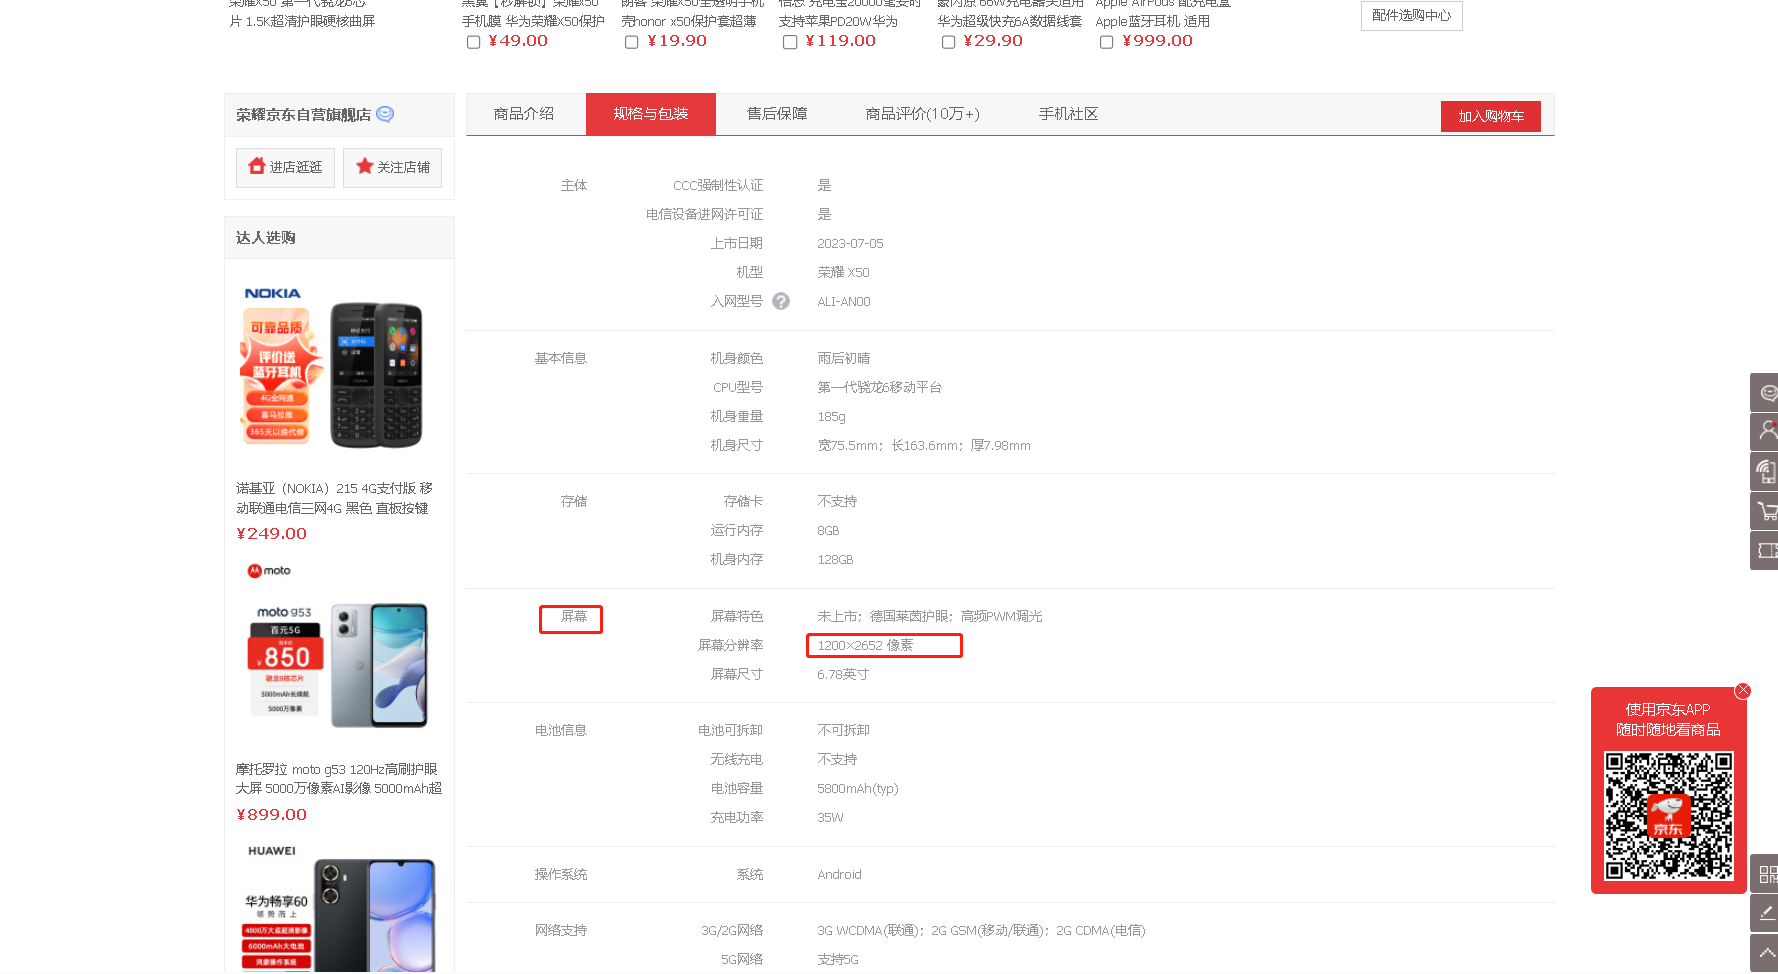 荣耀X50 第一代骁龙6芯
片 1.5K超清护眼硬核曲屏
黑冀【秒解锁】荣耀x50
手机膜 华为荣耀X50保护
¥49.00
朗客 荣耀X50全透明手机
壳honor x50保护套超薄
¥19.90
倍思 充电宝20000毫安时
支持苹果PD20W华为
¥119.00
豪闪原 66W充电器头适用
华为超级快充6A数据线套
¥29.90
Apple AirPods 配充电盒
Apple蓝牙耳机 适用
¥999.00
配件选购中心
荣耀京东自营旗舰店
进店逛逛
关注店铺
商品介绍
规格与包装
售后保障
商品评价(10万+)
手机社区
加入购物车
达人选购
NOKIA
可靠品质
评价送
蓝牙耳机
4G全网通
喜马拉雅
365天以换代修
诺基亚（NOKIA）215 4G支付版 移
动联通电信三网4G 黑色 直板按键
¥249.00
moto
moto g53
百元5G
¥850
骁龙8核芯片
5000mAh长续航
5000万像素
摩托罗拉 moto g53 120Hz高刷护眼
大屏 5000万像素AI影像 5000mAh超
¥899.00
HUAWEI
华为畅享60
领势而上
4800万大底超清影像
6000mAh大电池
鸿蒙操作系统
主体
CCC强制性认证 是
电信设备进网许可证 是
上市日期 2023-07-05
机型 荣耀 X50
入网型号 ? ALI-AN00
基本信息
机身颜色 雨后初晴
CPU型号 第一代骁龙6移动平台
机身重量 185g
机身尺寸 宽75.5mm；长163.6mm；厚7.98mm
存储
存储卡 不支持
运行内存 8GB
机身内存 128GB
屏幕
屏幕特色 未上市；德国莱茵护眼；高频PWM调光
屏幕分辨率 1200×2652 像素
屏幕尺寸 6.78英寸
电池信息
电池可拆卸 不可拆卸
无线充电 不支持
电池容量 5800mAh(typ)
充电功率 35W
操作系统
系统 Android
网络支持
3G/2G网络 3G WCDMA(联通)；2G GSM(移动/联通)；2G CDMA(电信)
5G网络 支持5G
使用京东APP
随时随地看商品
京东